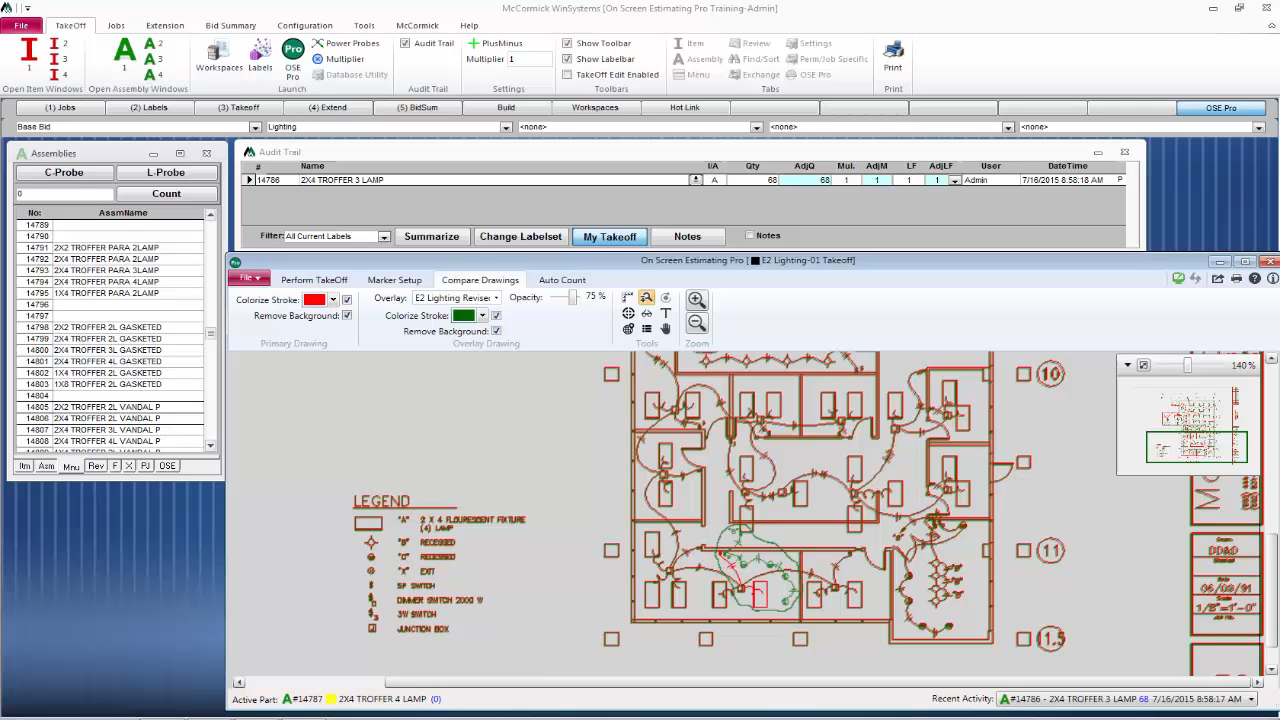 McCormick WinSystems [On Screen Estimating Pro Training-Admin]
File TakeOff Jobs Extension Bid Summary Configuration Tools McCormick Help
I 1 I 2 I 3 I 4 A 1 A 2 A 3 A 4 Workspaces Labels Pro OSE Pro
Power Probes
Multiplier
Database Utility
Audit Trail
PlusMinus
Multiplier 1
Show Toolbar
Show Labelbar
TakeOff Edit Enabled
Item Review Settings
Assembly Find/Sort Perm/Job Specific
Menu Exchange OSE Pro
Print
Open Item Windows Open Assembly Windows Launch Audit Trail Settings Toolbars Tabs Print
(1) Jobs (2) Labels (3) Takeoff (4) Extend (5) BidSum Build Workspaces Hot Link OSE Pro
Base Bid Lighting <none> <none> <none>
Assemblies
C-Probe L-Probe
0 Count
No: AssmName
14789
14790
14791 2X2 TROFFER PARA 2LAMP
14792 2X4 TROFFER PARA 2LAMP
14793 2X4 TROFFER PARA 3LAMP
14794 2X4 TROFFER PARA 4LAMP
14795 1X4 TROFFER PARA 2LAMP
14796
14797
14798 2X2 TROFFER 2L GASKETED
14799 2X4 TROFFER 2L GASKETED
14800 2X4 TROFFER 3L GASKETED
14801 2X4 TROFFER 4L GASKETED
14802 1X4 TROFFER 2L GASKETED
14803 1X8 TROFFER 2L GASKETED
14804
14805 2X2 TROFFER 2L VANDAL P
14806 2X4 TROFFER 2L VANDAL P
14807 2X4 TROFFER 3L VANDAL P
14808 2X4 TROFFER 4L VANDAL P
Itm Asm Mnu Rev F X PJ OSE
Audit Trail
# Name I/A Qty AdjQ Mul. AdjM LF AdjLF User DateTime
14786 2X4 TROFFER 3 LAMP A 68 68 1 1 1 1 Admin 7/16/2015 8:58:18 AM P
Filter: All Current Labels Summarize Change Labelset My Takeoff Notes Notes
On Screen Estimating Pro [E2 Lighting-01 Takeoff]
File Perform TakeOff Marker Setup Compare Drawings Auto Count
Colorize Stroke:
Remove Background:
Primary Drawing
Overlay: E2 Lighting Revised Opacity: 75 %
Colorize Stroke:
Remove Background:
Overlay Drawing
Tools
Zoom
140 %
10
11
11.5
LEGEND
"A" 2 X 4 FLOURESCENT FIXTURE
(4) LAMP
"B" RECESSED
"C" RECESSED
"X" EXIT
SP SWITCH
DIMMER SWITCH 2000 W
3W SWITCH
JUNCTION BOX
DD&D
06/09/91
1/8"=1'-0"
Active Part: A #14787 2X4 TROFFER 4 LAMP (0)
Recent Activity: A #14786 - 2X4 TROFFER 3 LAMP 68 7/16/2015 8:58:17 AM